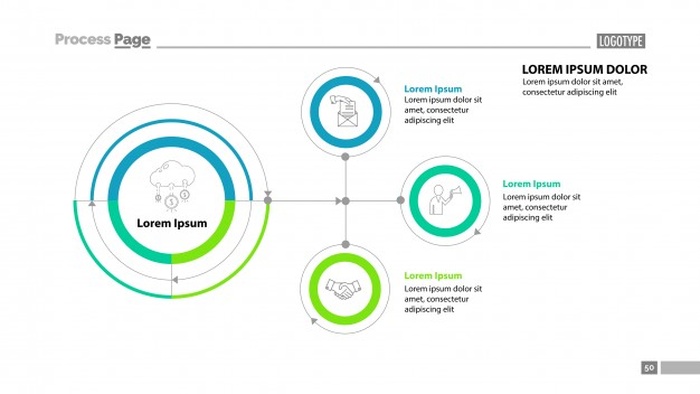 Process Page
LOGOTYPE
LOREM IPSUM DOLOR
Lorem ipsum dolor sit amet,
consectetur adipiscing elit
Lorem Ipsum
Lorem ipsum dolor sit
amet, consectetur
adipiscing elit
Lorem Ipsum
Lorem ipsum dolor sit
amet, consectetur
adipiscing elit
Lorem Ipsum
Lorem Ipsum
Lorem ipsum dolor sit
amet, consectetur
adipiscing elit
50